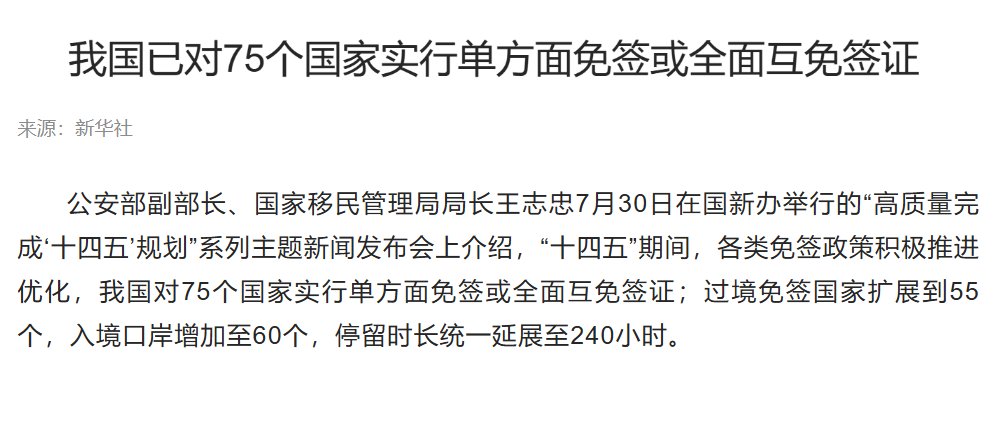 我国已对75个国家实行单方面免签或全面互免签证
来源：新华社
公安部副部长、国家移民管理局局长王志忠7月30日在国新办举行的“高质量完
成‘十四五’规划”系列主题新闻发布会上介绍，“十四五”期间，各类免签政策积极推进
优化，我国对75个国家实行单方面免签或全面互免签证；过境免签国家扩展到55
个，入境口岸增加至60个，停留时长统一延展至240小时。